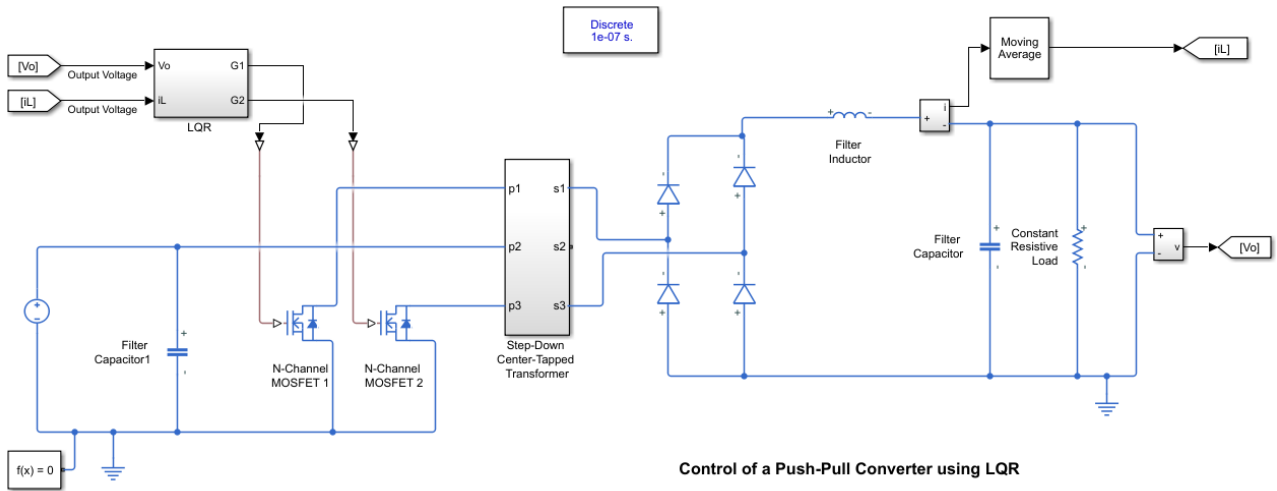 Discrete
1e-07 s.
Moving
Average
[iL]
[Vo]
Output Voltage
Vo
G1
[iL]
Output Voltage
iL
G2
LQR
i
+
-
+
-
Filter
Inductor
p1
s1
p2
s2
p3
s3
Step-Down
Center-Tapped
Transformer
-
+
-
+
-
+
-
+
+
-
Filter
Capacitor
+
-
Constant
Resistive
Load
+
-
v
[Vo]
+
-
Filter
Capacitor1
+
-
N-Channel
MOSFET 1
N-Channel
MOSFET 2
f(x) = 0
Control of a Push-Pull Converter using LQR